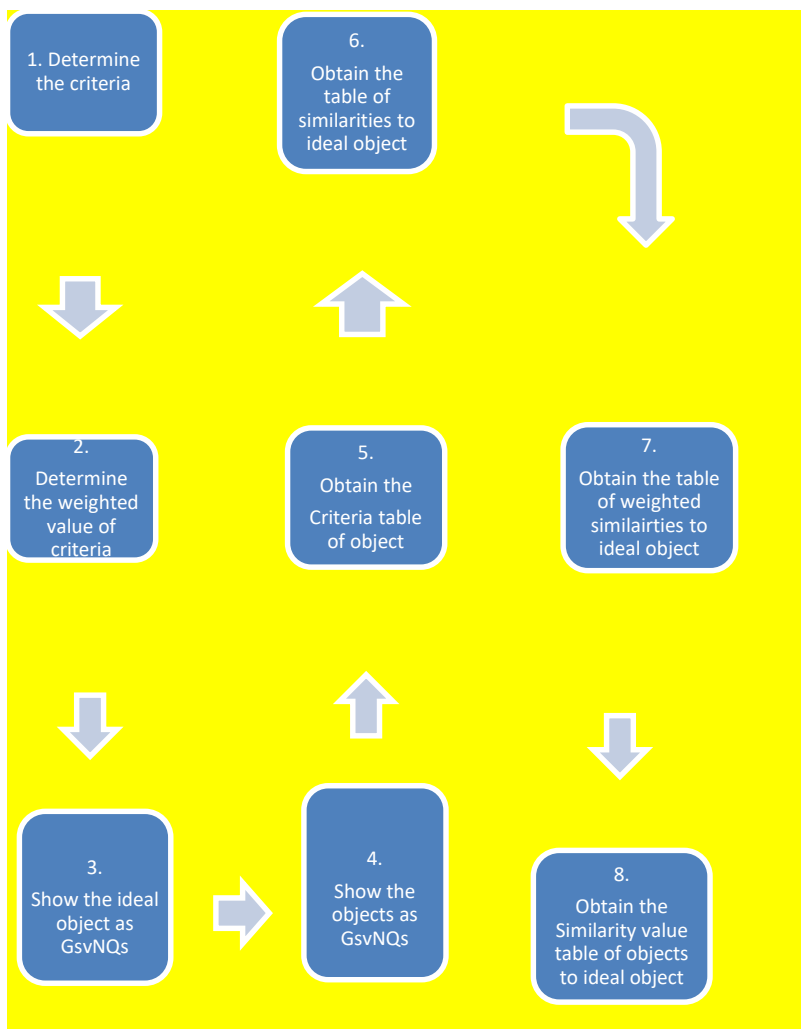 1. Determine
the criteria
2.
Determine
the weighted
value of
criteria
3.
Show the ideal
object as
GsvNQs
4.
Show the
objects as
GsvNQs
5.
Obtain the
Criteria table
of object
6.
Obtain the
table of
similarities to
ideal object
7.
Obtain the table
of weighted
similairties to
ideal object
8.
Obtain the
Similarity value
table of objects
to ideal object